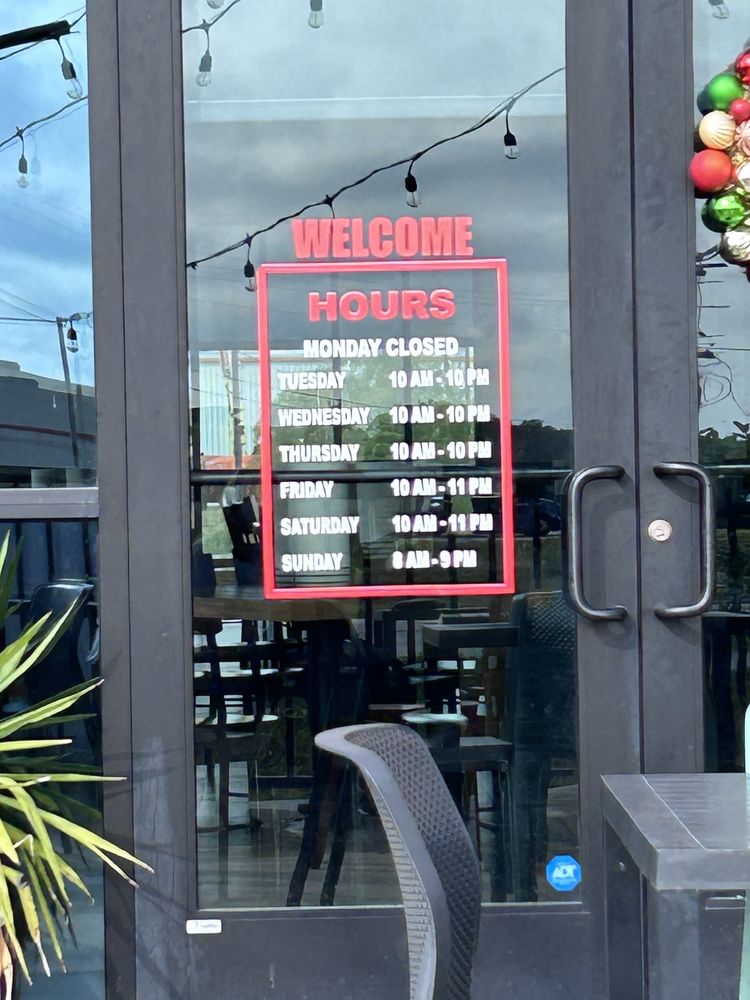 WELCOME
HOURS
MONDAY CLOSED
TUESDAY 10 AM - 10 PM
WEDNESDAY 10 AM - 10 PM
THURSDAY 10 AM - 10 PM
FRIDAY 10 AM - 11 PM
SATURDAY 10 AM - 11 PM
SUNDAY 8 AM - 9 PM
ADT